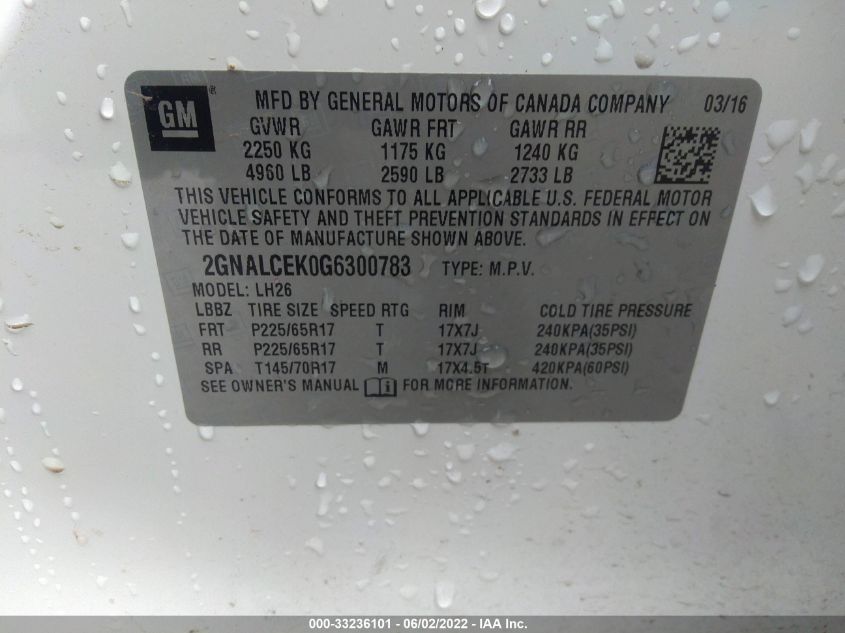 GM ® MFD BY GENERAL MOTORS OF CANADA COMPANY 03/16
GVWR GAWR FRT GAWR RR
2250 KG 1175 KG 1240 KG
4960 LB 2590 LB 2733 LB
THIS VEHICLE CONFORMS TO ALL APPLICABLE U.S. FEDERAL MOTOR
VEHICLE SAFETY AND THEFT PREVENTION STANDARDS IN EFFECT ON
THE DATE OF MANUFACTURE SHOWN ABOVE.
2GNALCEK0G6300783 TYPE: M.P.V.
MODEL: LH26
LBBZ TIRE SIZE SPEED RTG RIM COLD TIRE PRESSURE
FRT P225/65R17 T 17X7J 240KPA(35PSI)
RR P225/65R17 T 17X7J 240KPA(35PSI)
SPA T145/70R17 M 17X4.5T 420KPA(60PSI)
SEE OWNER'S MANUAL FOR MORE INFORMATION.
000-33236101 - 06/02/2022 - IAA, Inc.